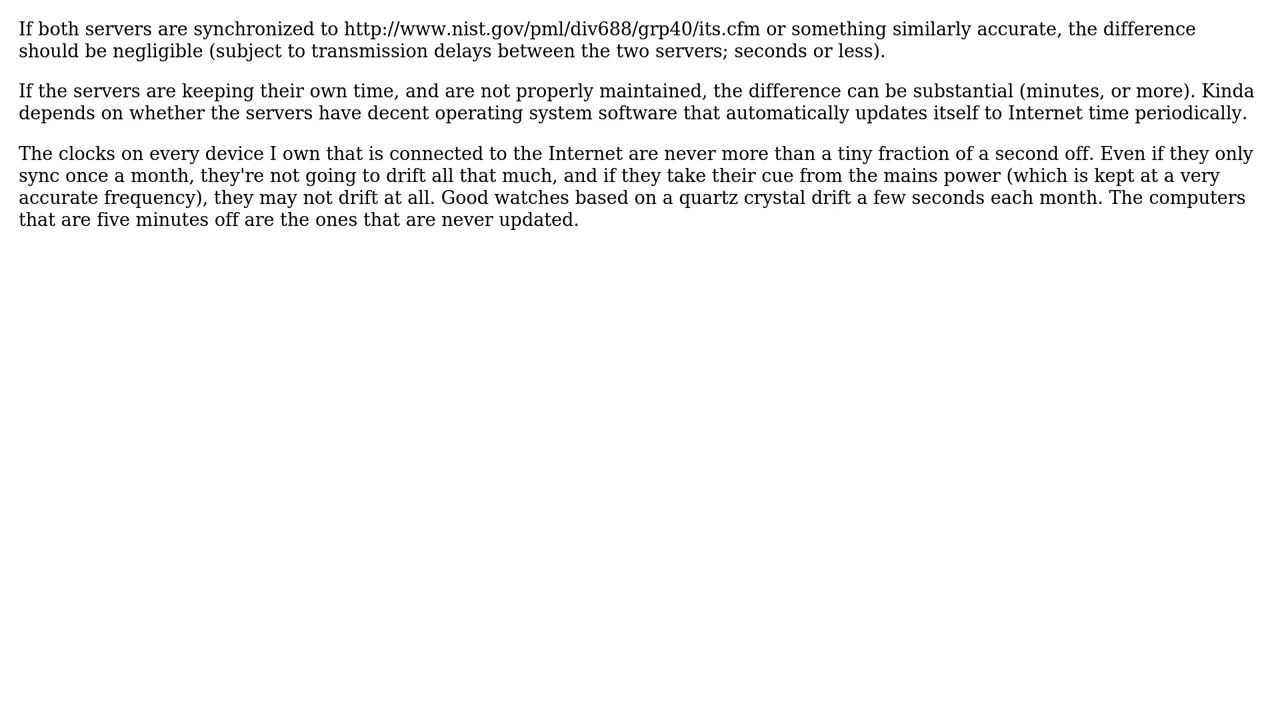 If both servers are synchronized to http://www.nist.gov/pml/div688/grp40/its.cfm or something similarly accurate, the difference
should be negligible (subject to transmission delays between the two servers; seconds or less).
If the servers are keeping their own time, and are not properly maintained, the difference can be substantial (minutes, or more). Kinda
depends on whether the servers have decent operating system software that automatically updates itself to Internet time periodically.
The clocks on every device I own that is connected to the Internet are never more than a tiny fraction of a second off. Even if they only
sync once a month, they're not going to drift all that much, and if they take their cue from the mains power (which is kept at a very
accurate frequency), they may not drift at all. Good watches based on a quartz crystal drift a few seconds each month. The computers
that are five minutes off are the ones that are never updated.